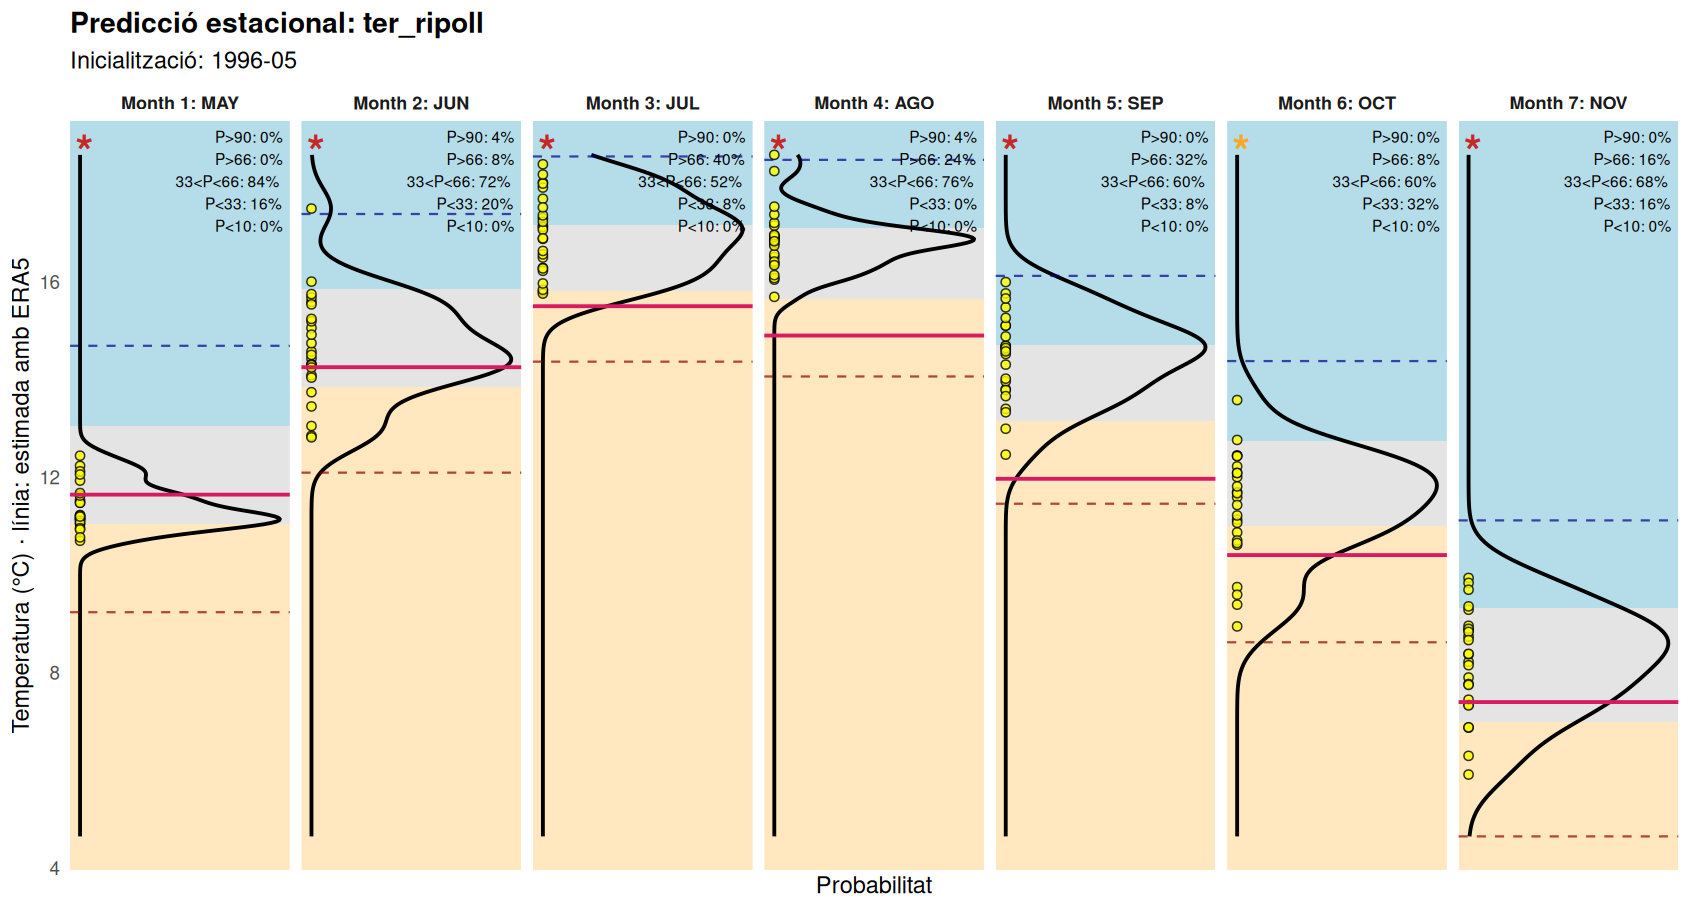 Predicció estacional: ter_ripoll
Inicialització: 1996-05
Month 1: MAY
Month 2: JUN
Month 3: JUL
Month 4: AGO
Month 5: SEP
Month 6: OCT
Month 7: NOV
*
P>90: 0%
P>66: 0%
33<P<66: 84%
P<33: 16%
P<10: 0%
*
P>90: 4%
P>66: 8%
33<P<66: 72%
P<33: 20%
P<10: 0%
*
P>90: 0%
P>66: 40%
33<P<66: 52%
P<33: 8%
P<10: 0%
*
P>90: 4%
P>66: 24%
33<P<66: 76%
P<33: 0%
P<10: 0%
*
P>90: 0%
P>66: 32%
33<P<66: 60%
P<33: 8%
P<10: 0%
*
P>90: 0%
P>66: 8%
33<P<66: 60%
P<33: 32%
P<10: 0%
*
P>90: 0%
P>66: 16%
33<P<66: 68%
P<33: 16%
P<10: 0%
16
12
8
4
Temperatura (°C) · línia: estimada amb ERA5
Probabilitat